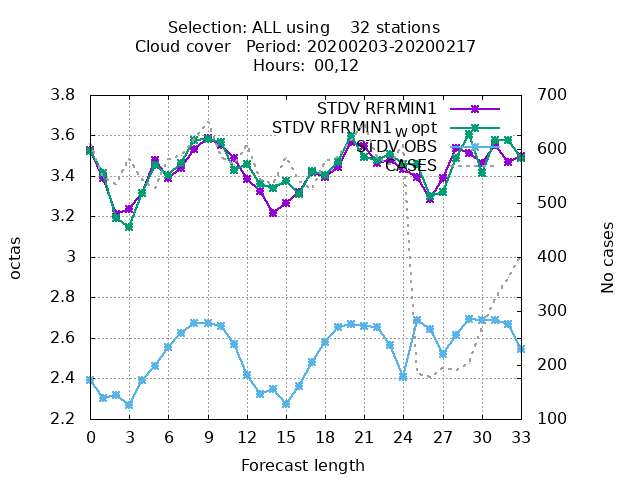 Selection: ALL using    32 stations
Cloud cover   Period: 20200203-20200217
Hours:  00,12
3.8
3.6
3.4
3.2
3
2.8
2.6
2.4
2.2
octas
700
600
500
400
300
200
100
No cases
STDV RFRMIN1
STDV RFRMIN1 w opt
STDV OBS
CASES
0 3 6 9 12 15 18 21 24 27 30 33
Forecast length